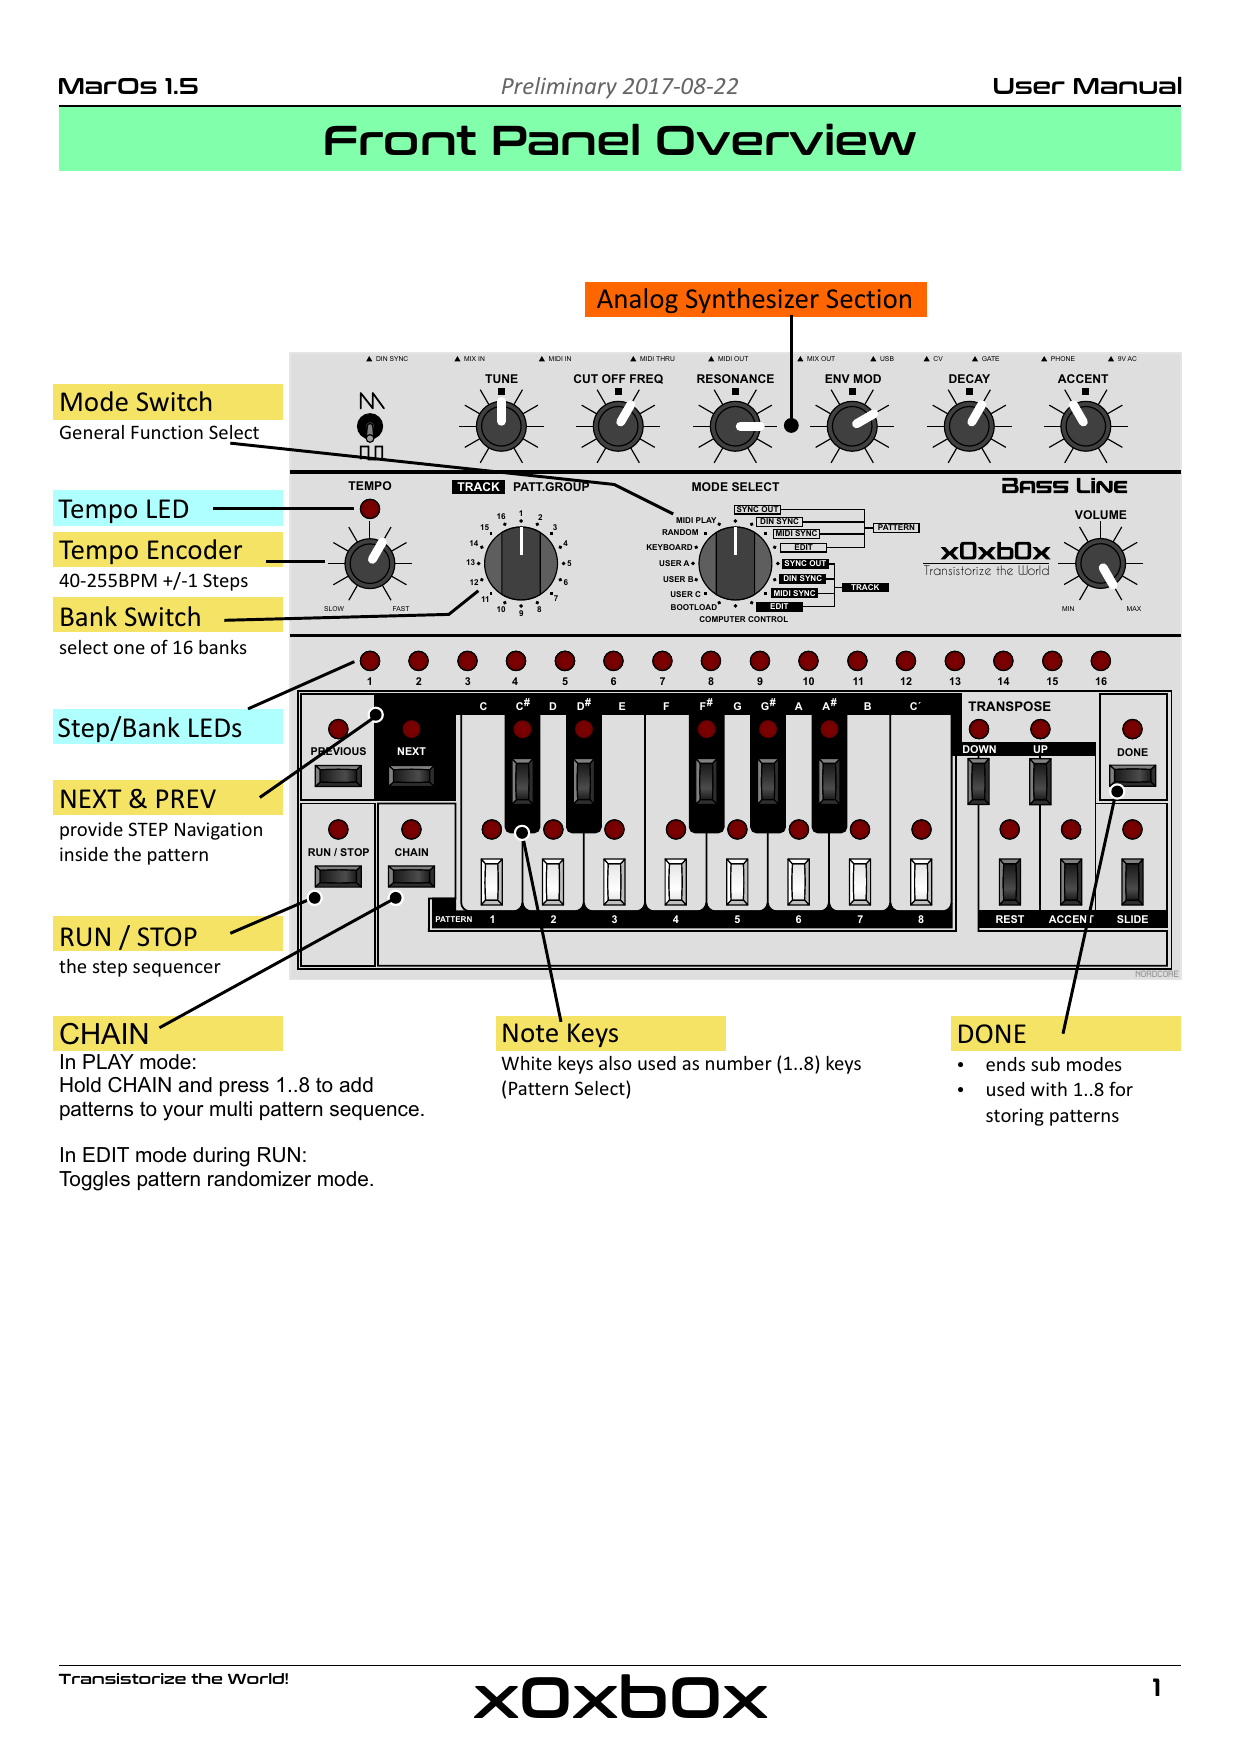 MarOs 1.5
Preliminary 2017-08-22
User Manual
Front Panel Overview
Analog Synthesizer Section
▲ DIN SYNC ▲ MIX IN ▲ MIDI IN ▲ MIDI THRU ▲ MIDI OUT ▲ MIX OUT ▲ USB ▲ CV ▲ GATE ▲ PHONE ▲ 9V AC
TUNE CUT OFF FREQ RESONANCE ENV MOD DECAY ACCENT
Mode Switch
General Function Select
TEMPO
TRACK PATT.GROUP
MODE SELECT
Bass Line
Tempo LED
Tempo Encoder
40-255BPM +/-1 Steps
SLOW FAST
Bank Switch
select one of 16 banks
1
2
3
4
5
6
7
8
9
10
11
12
13
14
15
16
MIDI PLAY
RANDOM
KEYBOARD
USER A
USER B
USER C
BOOTLOAD
COMPUTER CONTROL
SYNC OUT
DIN SYNC
MIDI SYNC
EDIT
PATTERN
SYNC OUT
DIN SYNC
MIDI SYNC
EDIT
TRACK
x0xb0x
Transistorize the World
VOLUME
MIN MAX
1 2 3 4 5 6 7 8 9 10 11 12 13 14 15 16
Step/Bank LEDs
C C# D D# E F F# G G# A A# B C´
TRANSPOSE
PREVIOUS NEXT
DOWN UP
DONE
NEXT & PREV
provide STEP Navigation
inside the pattern
RUN / STOP CHAIN
PATTERN 1 2 3 4 5 6 7 8
REST ACCENT SLIDE
RUN / STOP
the step sequencer
NORDCORE
CHAIN
In PLAY mode:
Hold CHAIN and press 1..8 to add
patterns to your multi pattern sequence.
In EDIT mode during RUN:
Toggles pattern randomizer mode.
Note Keys
White keys also used as number (1..8) keys
(Pattern Select)
DONE
• ends sub modes
• used with 1..8 for
storing patterns
Transistorize the World!
x0xb0x
1